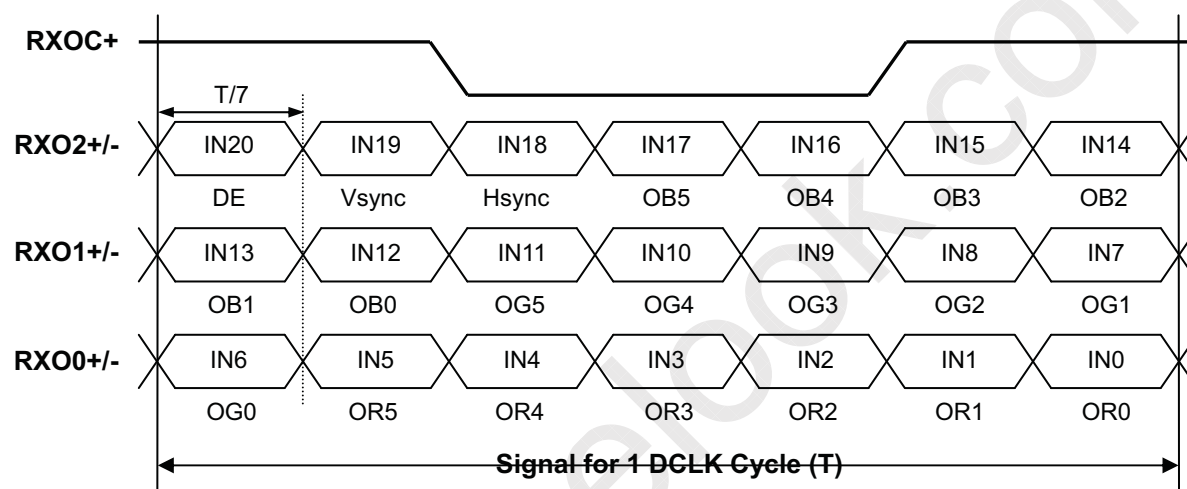 RXOC+
T/7
RXO2+/- IN20 IN19 IN18 IN17 IN16 IN15 IN14
DE Vsync Hsync OB5 OB4 OB3 OB2
RXO1+/- IN13 IN12 IN11 IN10 IN9 IN8 IN7
OB1 OB0 OG5 OG4 OG3 OG2 OG1
RXO0+/- IN6 IN5 IN4 IN3 IN2 IN1 IN0
OG0 OR5 OR4 OR3 OR2 OR1 OR0
Signal for 1 DCLK Cycle (T)